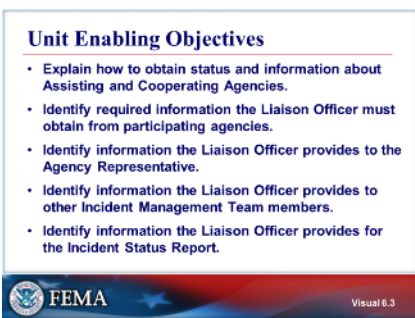 Unit Enabling Objectives
• Explain how to obtain status and information about
Assisting and Cooperating Agencies.
• Identify required information the Liaison Officer must
obtain from participating agencies.
• Identify information the Liaison Officer provides to the
Agency Representative.
• Identify information the Liaison Officer provides to
other Incident Management Team members.
• Identify information the Liaison Officer provides for
the Incident Status Report.
FEMA
Visual 6.3